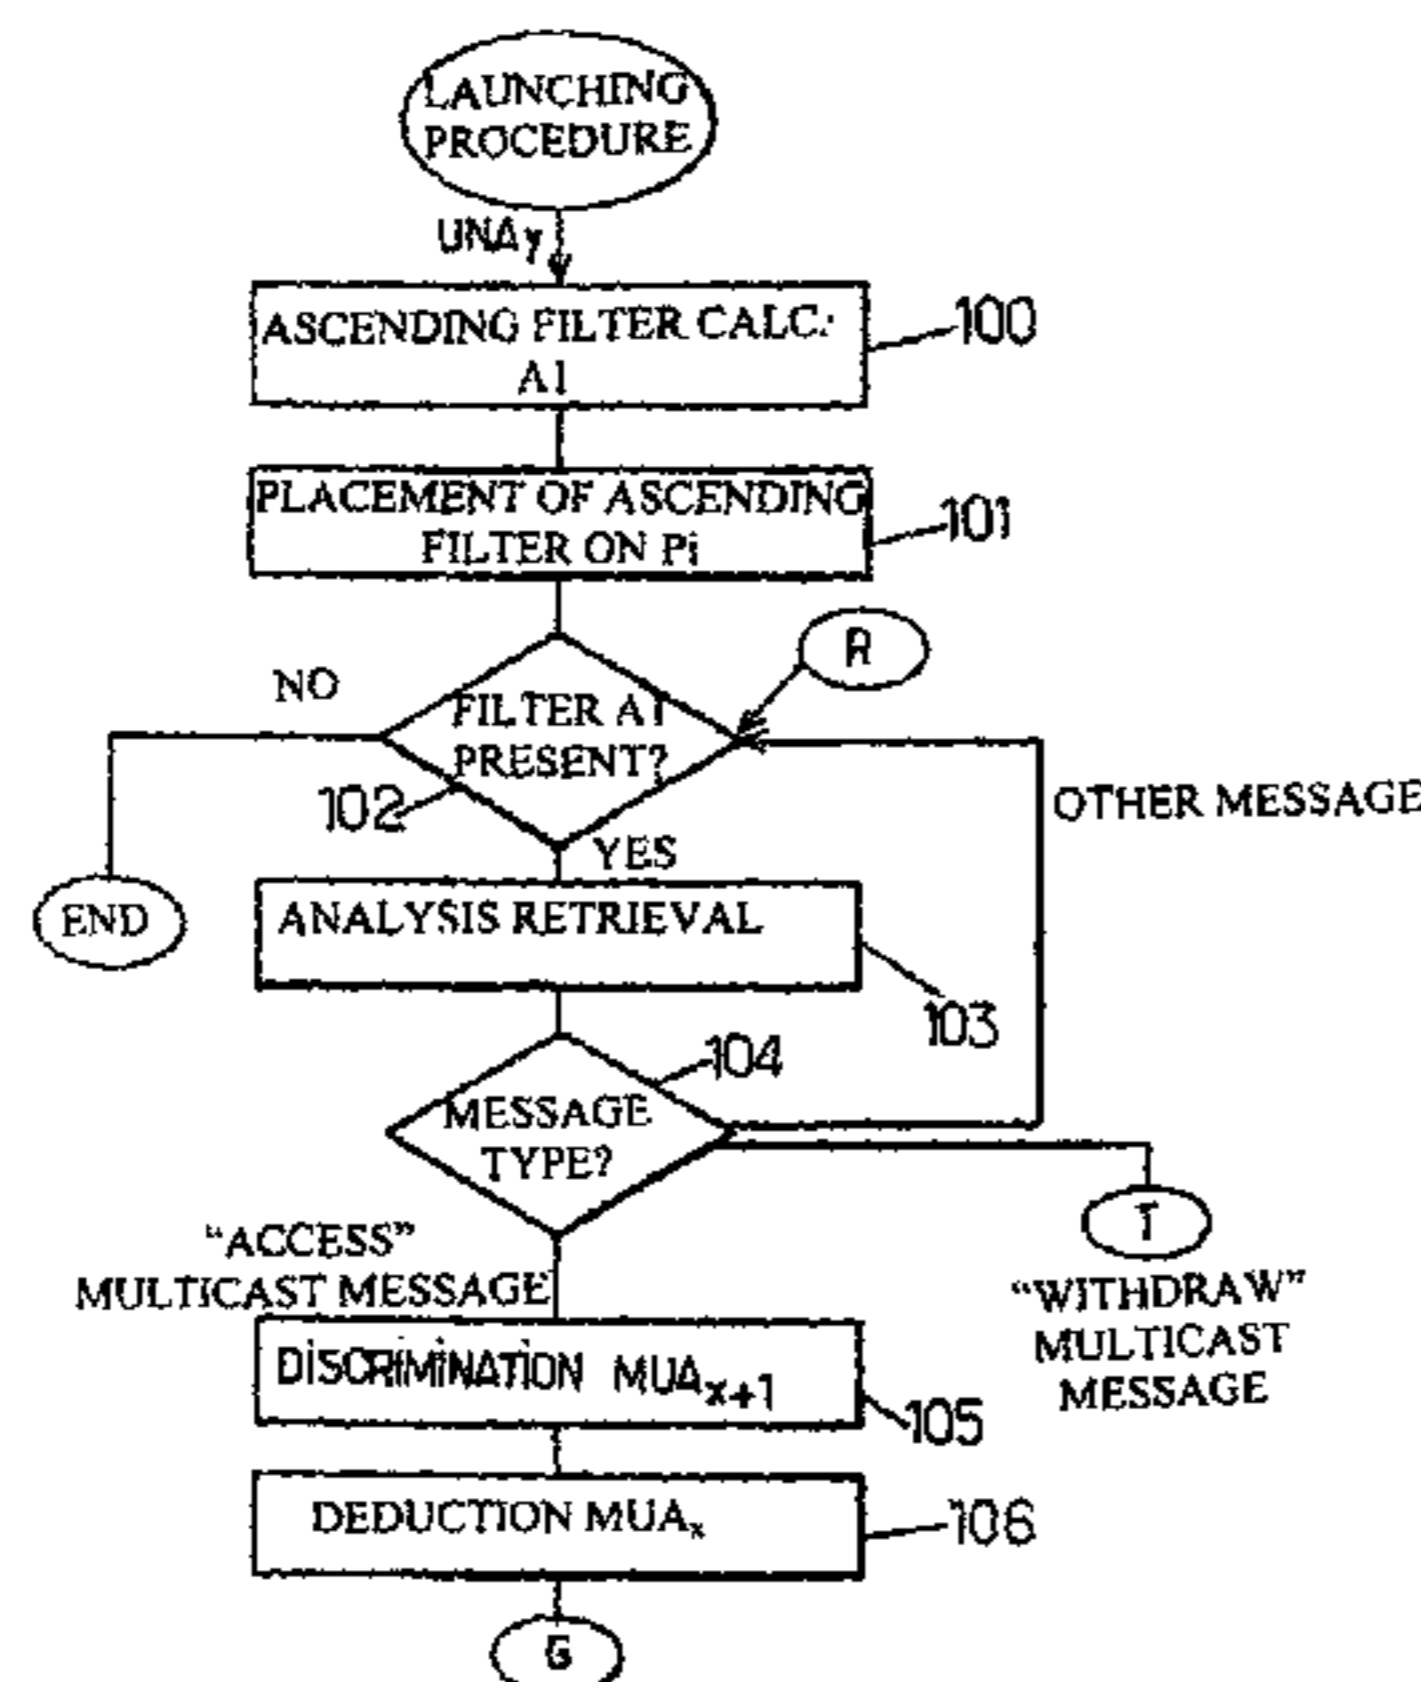 LAUNCHING
PROCEDURE
UNAy
ASCENDING FILTER CALC.
A1
100
PLACEMENT OF ASCENDING
FILTER ON Pi
101
R
NO
FILTER A1
PRESENT?
102
YES
OTHER MESSAGE
END
ANALYSIS RETRIEVAL
103
104
MESSAGE
TYPE?
T
"ACCESS"
MULTICAST MESSAGE
"WITHDRAW"
MULTICAST
MESSAGE
DISCRIMINATION MUAx+1
105
DEDUCTION MUAx
106
G